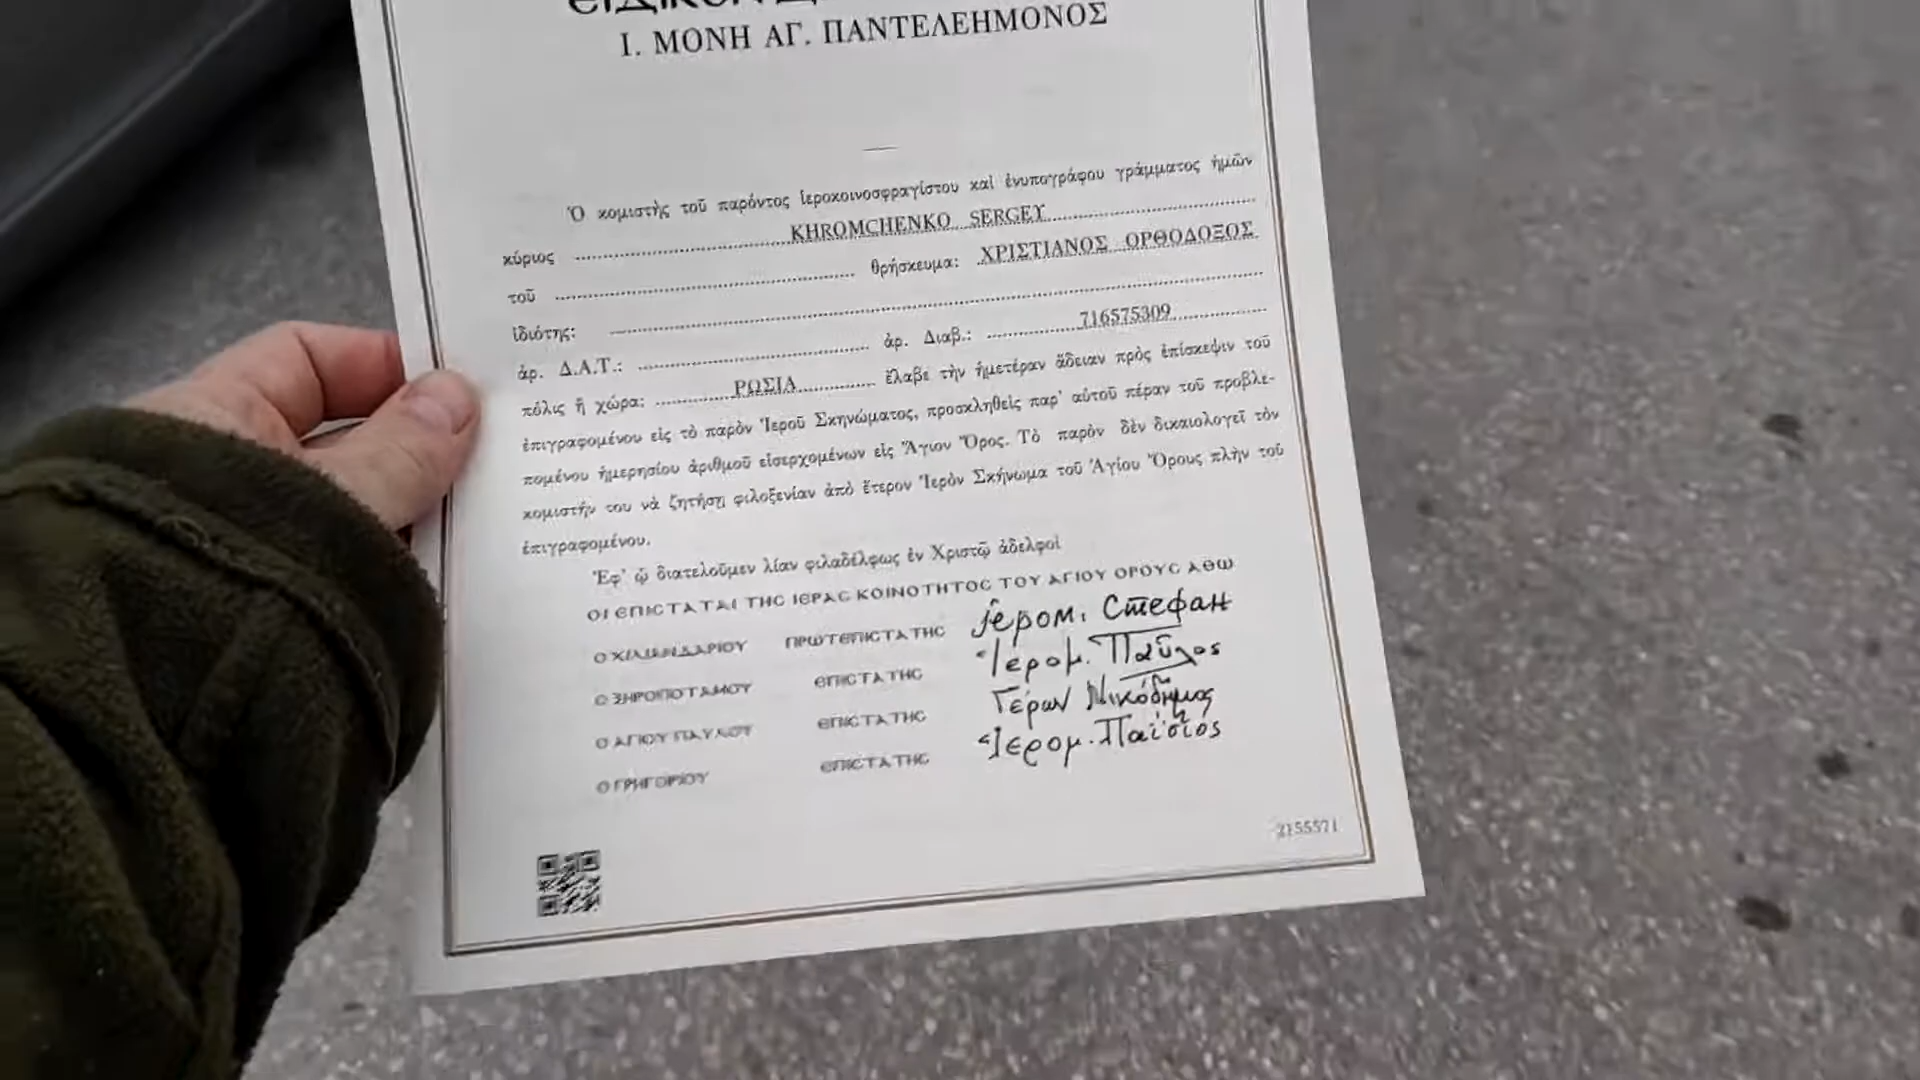 ΕΙΔΙΚΟΝ
Ι. ΜΟΝΗ ΑΓ. ΠΑΝΤΕΛΕΗΜΟΝΟΣ
Ὁ κομιστὴς τοῦ παρόντος ἱεροκοινοσφραγίστου καὶ ἐνυπογράφου γράμματος ἡμῶν
κύριος KHROMCHENKO SERGEY
τοῦ θρήσκευμα: ΧΡΙΣΤΙΑΝΟΣ ΟΡΘΟΔΟΞΟΣ
ἰδιότης:
ἀρ. Δ.Α.Τ.: ἀρ. Διαβ.: 716575309
πόλις ἢ χώρα: ΡΩΣΙΑ ἔλαβε τὴν ἡμετέραν ἄδειαν πρὸς ἐπίσκεψιν τοῦ
ἐπιγραφομένου εἰς τὸ παρὸν Ἱεροῦ Σκηνώματος, προσκληθεὶς παρ' αὐτοῦ πέραν τοῦ προβλε-
πομένου ἡμερησίου ἀριθμοῦ εἰσερχομένων εἰς Ἅγιον Ὄρος. Τὸ παρὸν δὲν δικαιολογεῖ τὸν
κομιστήν του νὰ ζητήσῃ φιλοξενίαν ἀπὸ ἕτερον Ἱερὸν Σκήνωμα τοῦ Ἁγίου Ὄρους πλὴν τοῦ
ἐπιγραφομένου.
Ἐφ' ᾧ διατελοῦμεν λίαν φιλαδέλφως ἐν Χριστῷ ἀδελφοὶ
ΟΙ ΕΠΙΣΤΑΤΑΙ ΤΗΣ ΙΕΡΑΣ ΚΟΙΝΟΤΗΤΟΣ ΤΟΥ ΑΓΙΟΥ ΟΡΟΥΣ ΑΘΩ
Ο ΧΙΛΙΑΝΔΑΡΙΟΥ ΠΡΩΤΕΠΙΣΤΑΤΗΣ јером. Стефан
Ο ΞΗΡΟΠΟΤΑΜΟΥ ΕΠΙΣΤΑΤΗΣ Ἱερομ. Παῦλος
Ο ΑΓΙΟΥ ΠΑΥΛΟΥ ΕΠΙΣΤΑΤΗΣ Γέρων Νικόδημος
Ο ΓΡΗΓΟΡΙΟΥ ΕΠΙΣΤΑΤΗΣ Ἱερομ. Παΐσιος
2155571